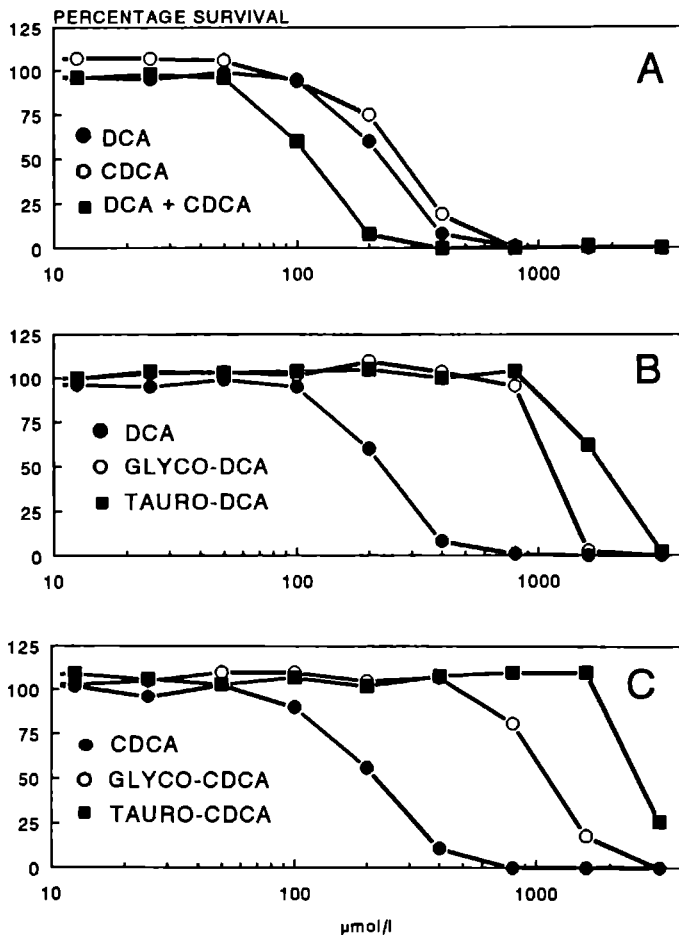 PERCENTAGE SURVIVAL
125
A
100
75
DCA
50
CDCA
25
DCA + CDCA
0
10 100 1000
125
B
100
75
DCA
50
GLYCO-DCA
25
TAURO-DCA
0
10 100 1000
125
C
100
75
CDCA
50
GLYCO-CDCA
25
TAURO-CDCA
0
10 100 1000
µmol/l